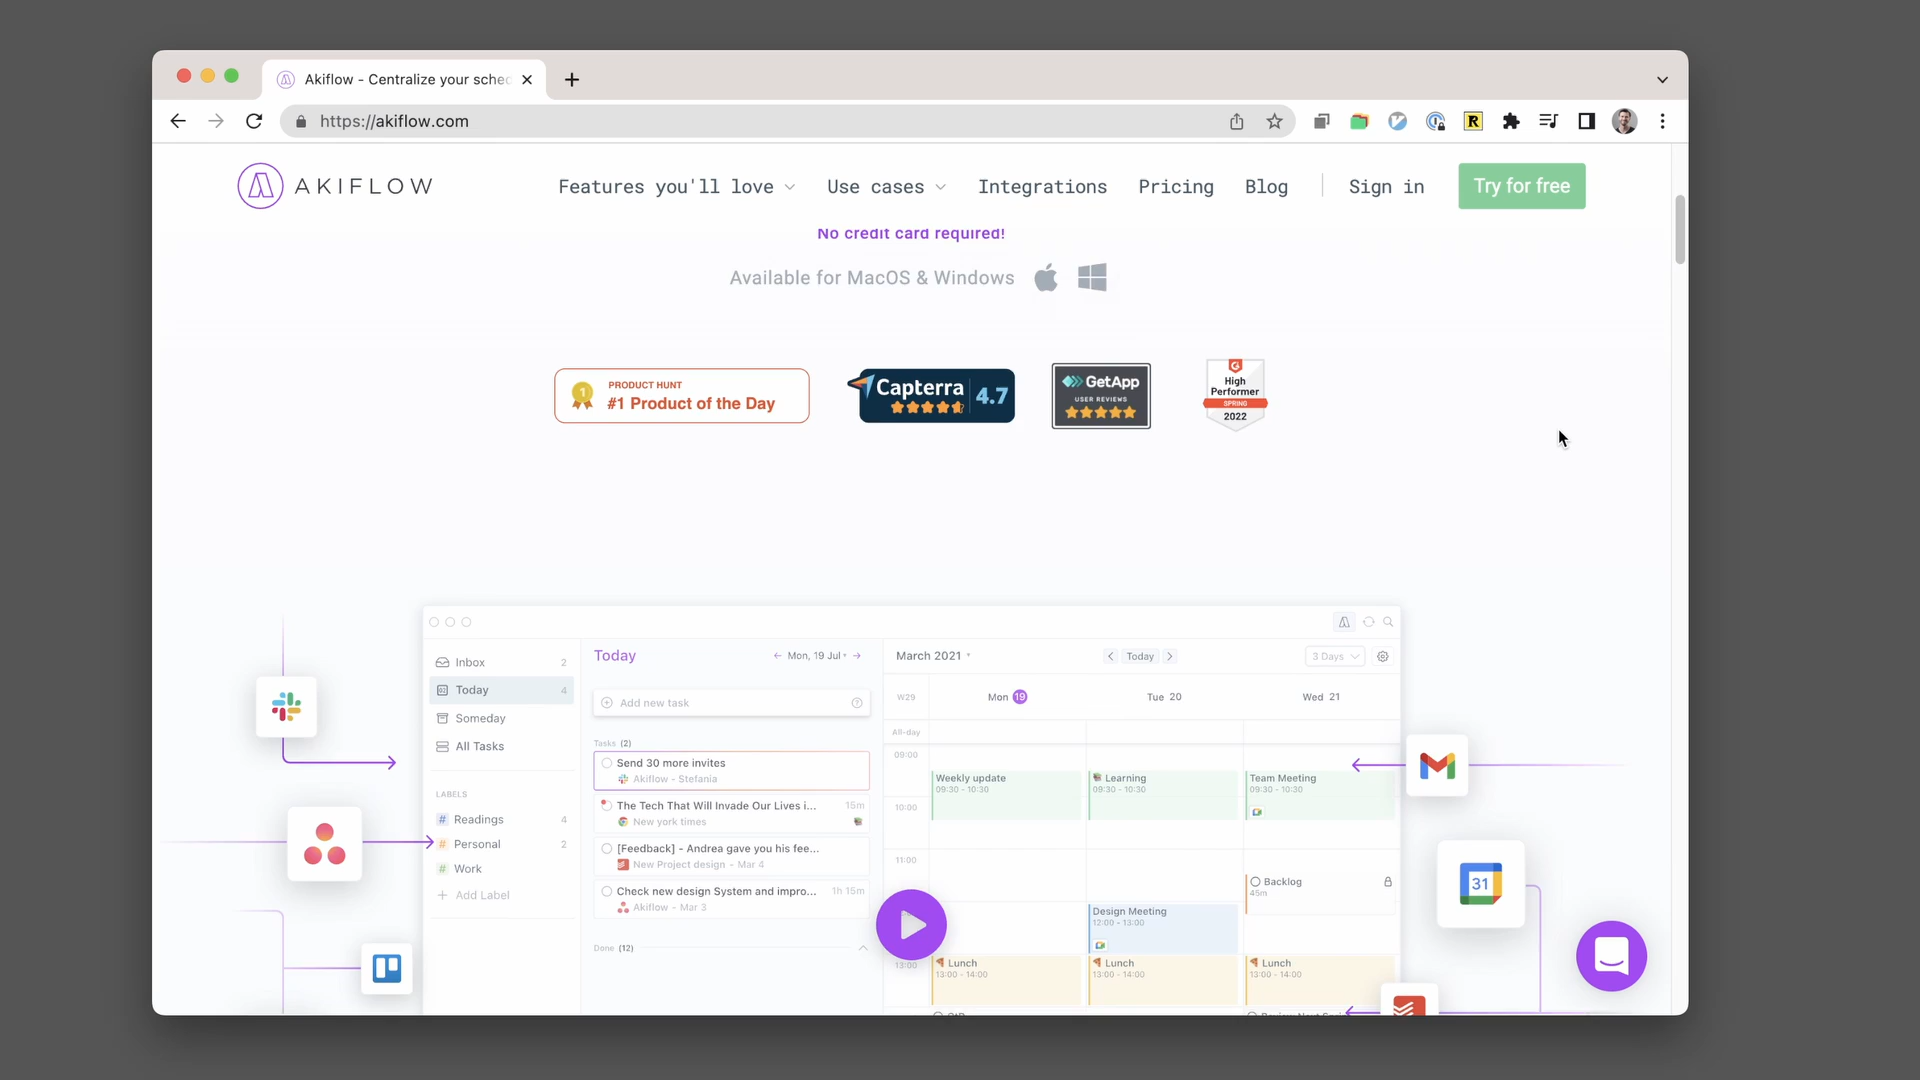 Akiflow - Centralize your sched
https://akiflow.com
R
AKIFLOW
Features you'll love
Use cases
Integrations
Pricing
Blog
Sign in
Try for free
No credit card required!
Available for MacOS & Windows
1
PRODUCT HUNT
#1 Product of the Day
Capterra
4.7
GetApp
USER REVIEWS
High
Performer
SPRING
2022
Inbox 2
Today 4
Someday
All Tasks
LABELS
# Readings 4
# Personal 2
# Work
+ Add Label
Today
Mon, 19 Jul
Add new task
Tasks (2)
Send 30 more invites
Akiflow - Stefania
The Tech That Will Invade Our Lives i... 15m
New york times
[Feedback] - Andrea gave you his fee...
New Project design - Mar 4
Check new design System and impro... 1h 15m
Akiflow - Mar 3
Done (12)
March 2021
Today
3 Days
W29
Mon 19
Tue 20
Wed 21
All-day
09:00
Weekly update
09:30 - 10:30
Learning
09:30 - 10:30
Team Meeting
09:30 - 10:30
10:00
11:00
Backlog
45m
Design Meeting
12:00 - 13:00
13:00
Lunch
13:00 - 14:00
Lunch
13:00 - 14:00
Lunch
13:00 - 14:00
31